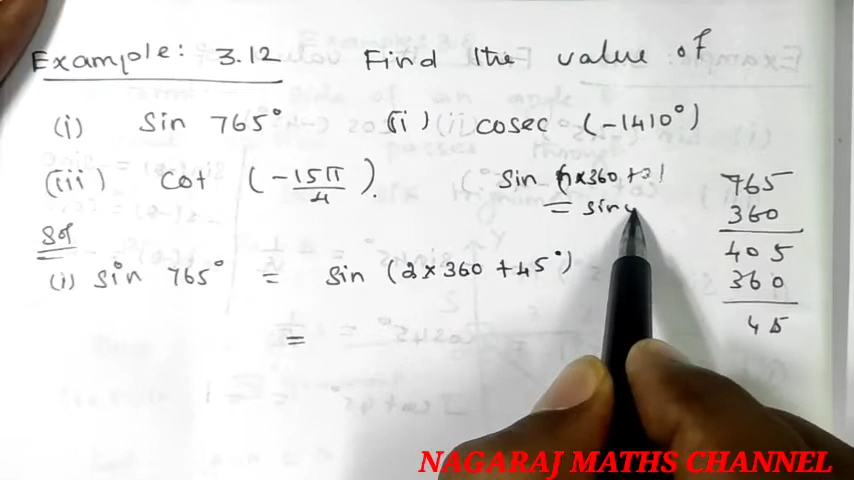 Example: 3.12 Find the value of
(i) sin 765° (ii) cosec (-1410°)
(iii) cot (-15π/4).
sin (n×360+x)
= sin
765
360
405
360
45
Sol
(i) sin 765° = sin (2×360+45°)
=
NAGARAJ MATHS CHANNEL